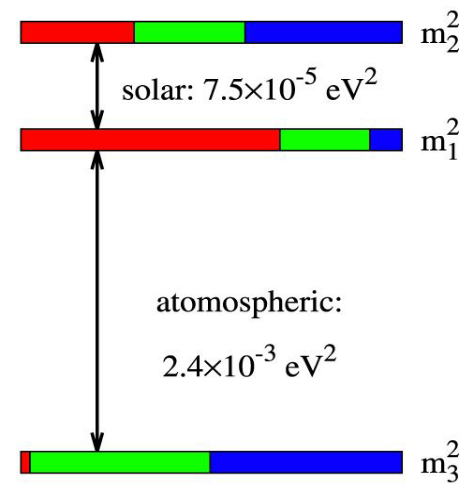 m₂²
solar: 7.5×10⁻⁵ eV²
m₁²
atomospheric:
2.4×10⁻³ eV²
m₃²